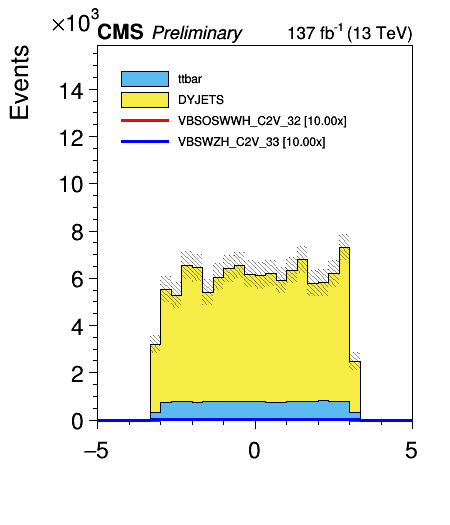 ×10³
CMS Preliminary 137 fb⁻¹ (13 TeV)
Events
ttbar
DYJETS
VBSOSWWH_C2V_32 [10.00x]
VBSWZH_C2V_33 [10.00x]
14
12
10
8
6
4
2
0
−5 0 5